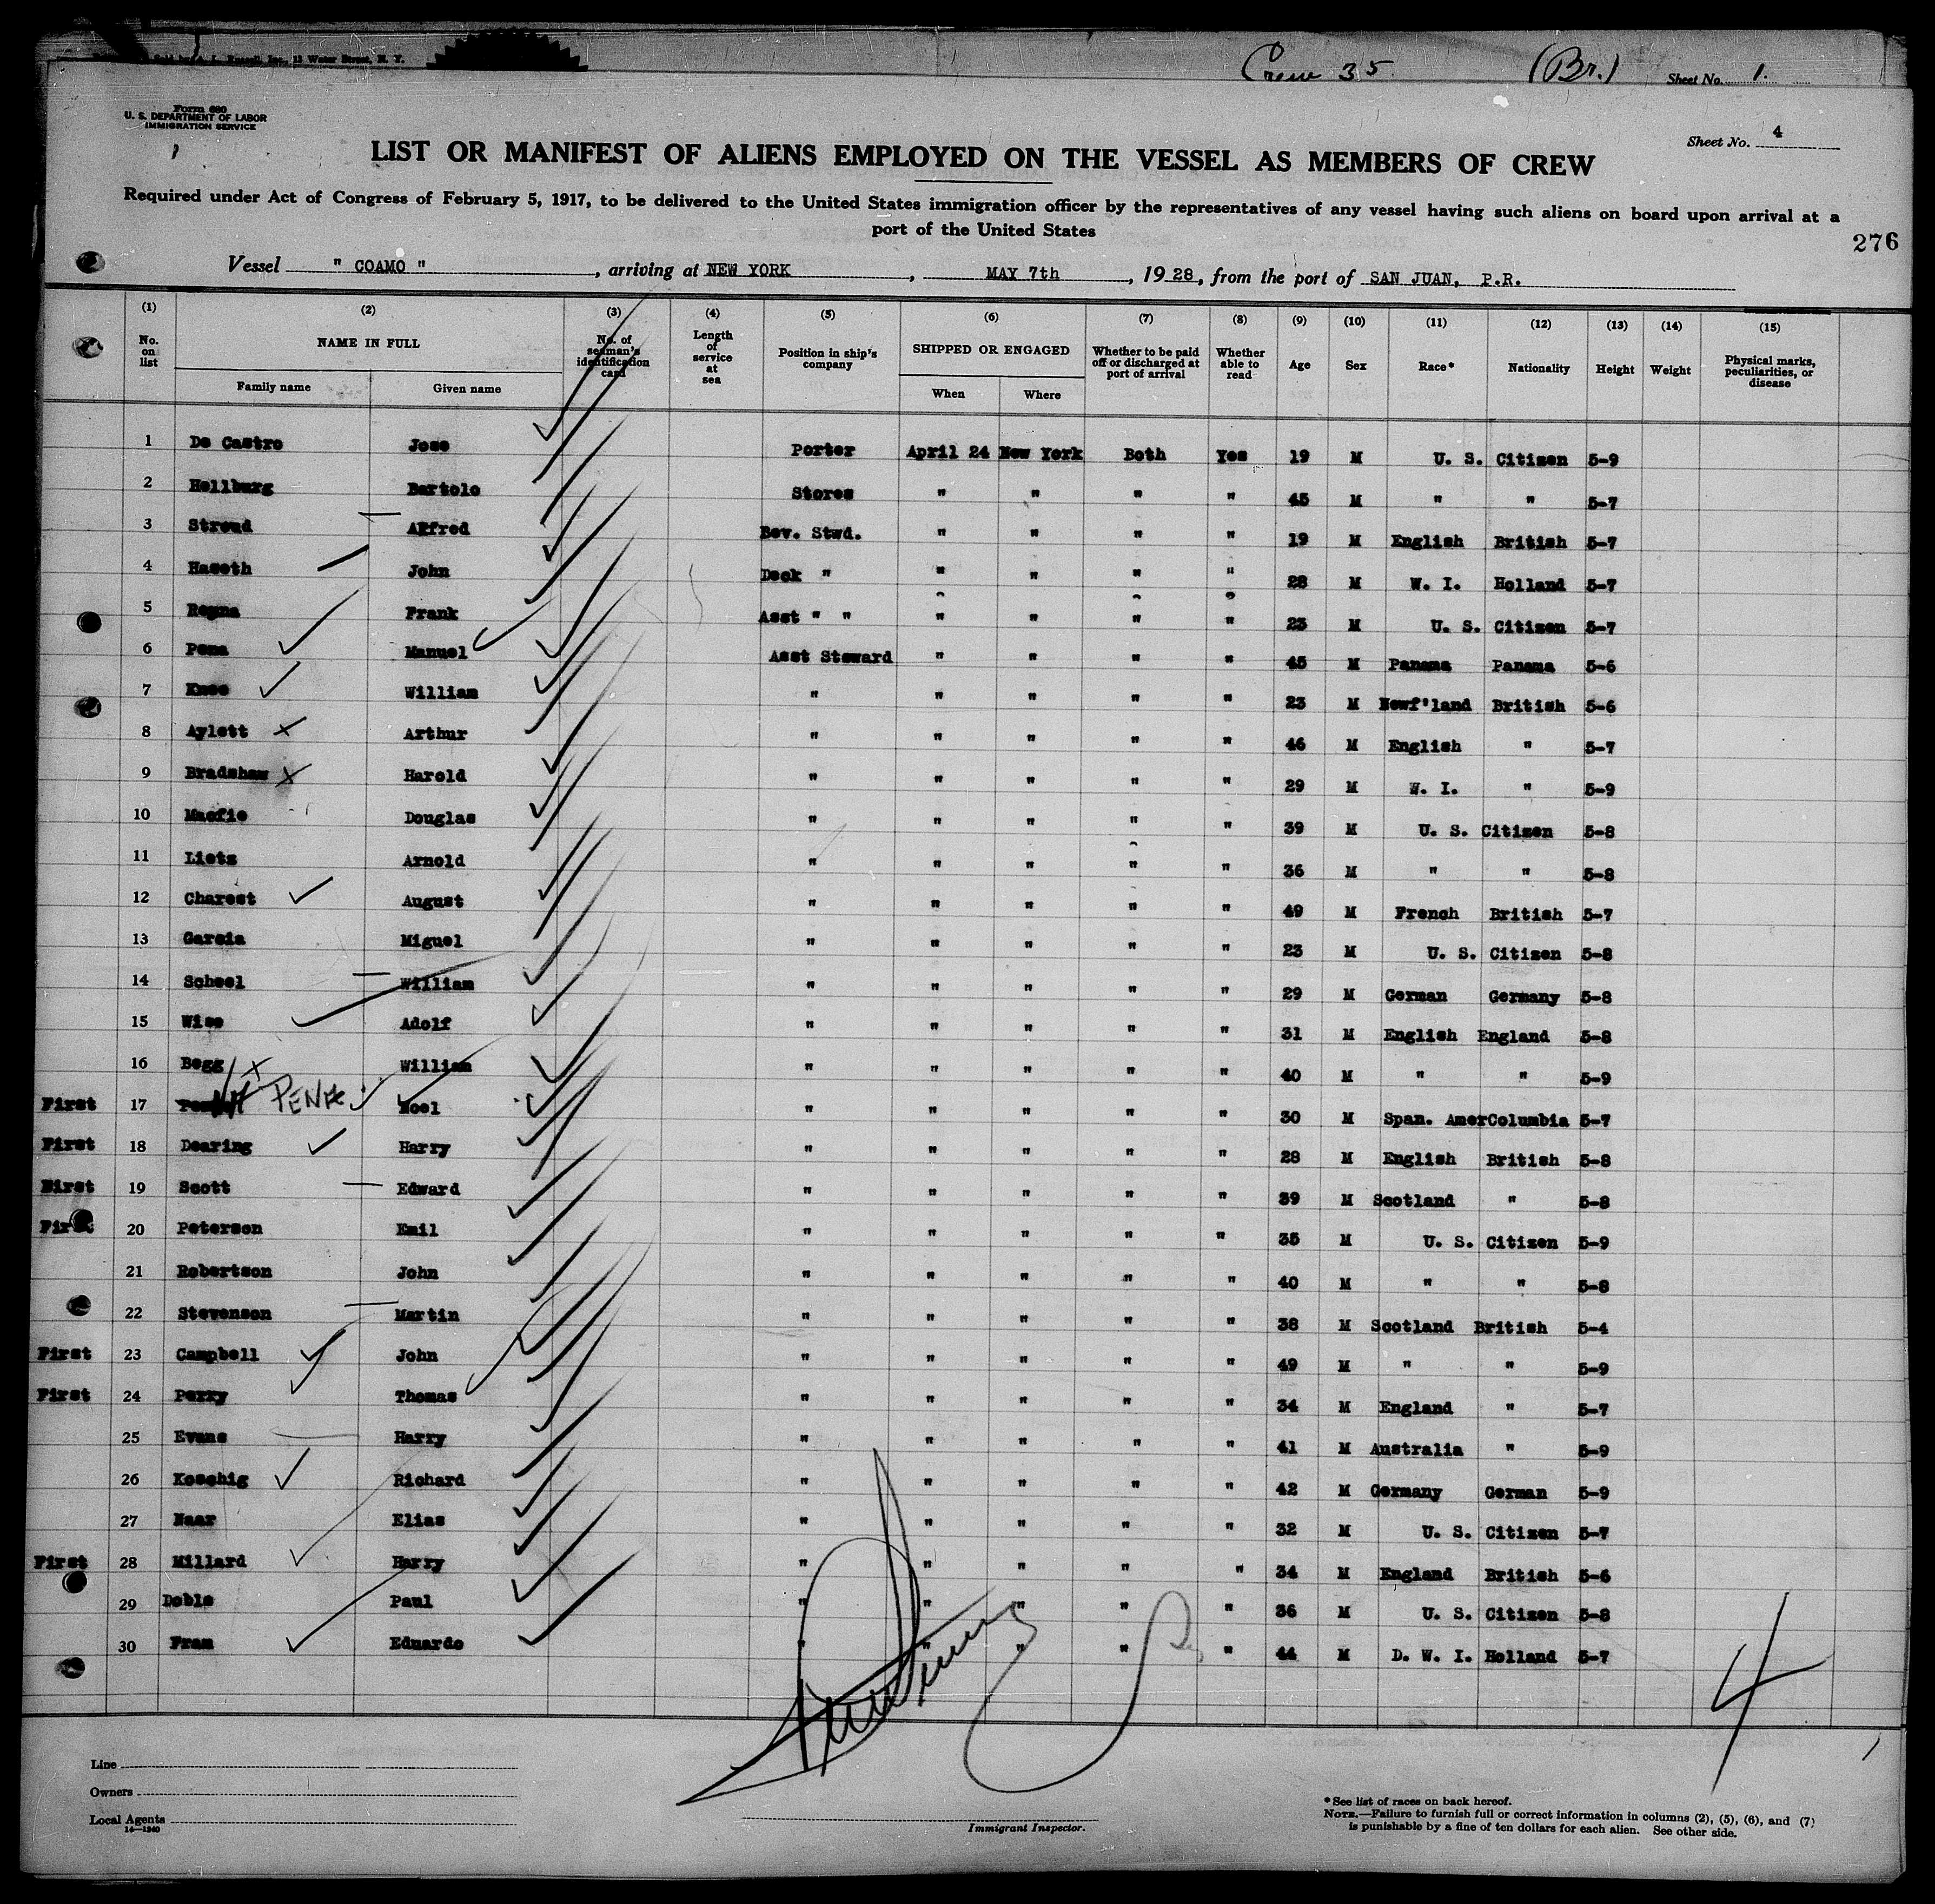 Sold by A. L. Russell, Inc., 12 Water Street, N. Y.
Crew 35 (Br.) Sheet No. 1.
Form 680
U. S. DEPARTMENT OF LABOR
IMMIGRATION SERVICE
Sheet No. 4
LIST OR MANIFEST OF ALIENS EMPLOYED ON THE VESSEL AS MEMBERS OF CREW
Required under Act of Congress of February 5, 1917, to be delivered to the United States immigration officer by the representatives of any vessel having such aliens on board upon arrival at a
port of the United States
276
Vessel " COAMO ", arriving at NEW YORK, MAY 7th, 1928, from the port of SAN JUAN, P.R.
(1) (2) (3) (4) (5) (6) (7) (8) (9) (10) (11) (12) (13) (14) (15)
No. on list NAME IN FULL Family name Given name No. of seaman's identification card Length of service at sea Position in ship's company SHIPPED OR ENGAGED When Where Whether to be paid off or discharged at port of arrival Whether able to read Age Sex Race* Nationality Height Weight Physical marks, peculiarities, or disease
1 De Castro Jose Porter April 24 New York Both Yes 19 M U. S. Citizen 5-9
2 Hellburg Bartolo Stores " " " " 45 M " " 5-7
3 Stroud Alfred Bev. Stwd. " " " " 19 M English British 5-7
4 Haseth John Deck " " " " " 28 M W. I. Holland 5-7
5 Regna Frank Asst " " " " " " 23 M U. S. Citizen 5-7
6 Pena Manuel Asst Steward " " " " 45 M Panama Panama 5-6
7 Knee William " " " " " 23 M Newf'land British 5-6
8 Aylett Arthur " " " " " 46 M English " 5-7
9 Bradshaw Harold " " " " " 29 M W. I. " 5-9
10 Macfie Douglas " " " " " 39 M U. S. Citizen 5-8
11 Lietz Arnold " " " " " 36 M " " 5-8
12 Charest August " " " " " 49 M French British 5-7
13 Garcia Miguel " " " " " 23 M U. S. Citizen 5-8
14 Scheel William " " " " " 29 M German Germany 5-8
15 Wise Adolf " " " " " 31 M English England 5-8
16 Begg William " " " " " 40 M " " 5-9
First 17 PENA Noel " " " " " 30 M Span. Amer Columbia 5-7
First 18 Dearing Harry " " " " " 28 M English British 5-8
First 19 Scott Edward " " " " " 39 M Scotland " 5-8
First 20 Peterson Emil " " " " " 35 M U. S. Citizen 5-9
21 Robertson John " " " " " 40 M " " 5-8
22 Stevenson Martin " " " " " 38 M Scotland British 5-4
First 23 Campbell John " " " " " 49 M " " 5-9
First 24 Perry Thomas " " " " " 34 M England " 5-7
25 Evans Harry " " " " " 41 M Australia " 5-9
26 Koschig Richard " " " " " 42 M Germany German 5-9
27 Naar Elias " " " " " 32 M U. S. Citizen 5-7
First 28 Millard Harry " " " " " 34 M England British 5-6
29 Doble Paul " " " " " 36 M U. S. Citizen 5-8
30 Fram Eduardo " " " " " 44 M D. W. I. Holland 5-7
4
Line
Owners
Local Agents
14—1240
Immigrant Inspector.
*See list of races on back hereof.
NOTE.—Failure to furnish full or correct information in columns (2), (5), (6), and (7)
is punishable by a fine of ten dollars for each alien. See other side.